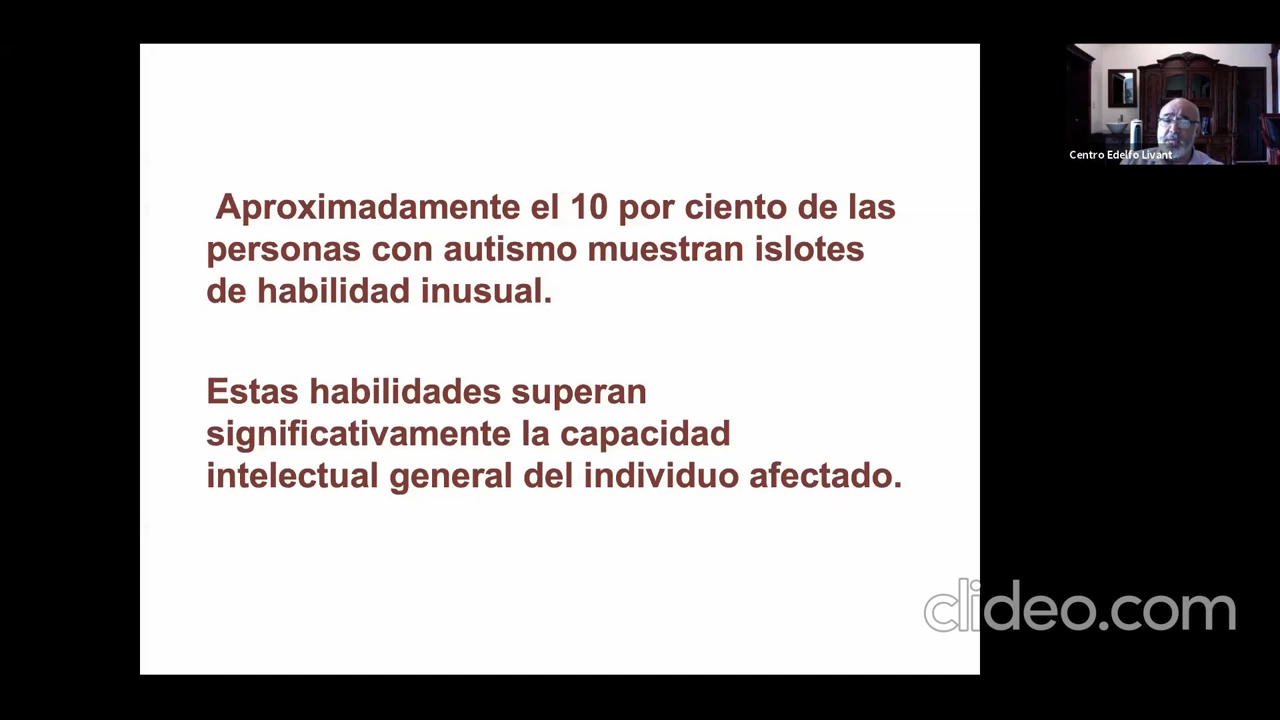 Aproximadamente el 10 por ciento de las
personas con autismo muestran islotes
de habilidad inusual.
Estas habilidades superan
significativamente la capacidad
intelectual general del individuo afectado.
Centro Edelfo Livant
clideo.com